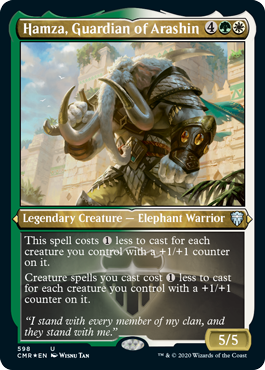 Hamza, Guardian of Arashin 4
Legendary Creature — Elephant Warrior
This spell costs 1 less to cast for each
creature you control with a +1/+1 counter
on it.
Creature spells you cast cost 1 less to cast
for each creature you control with a +1/+1
counter on it.
"I stand with every member of my clan, and
they stand with me."
5/5
598 U
CMR★EN Wisnu Tan
™ & © 2020 Wizards of the Coast